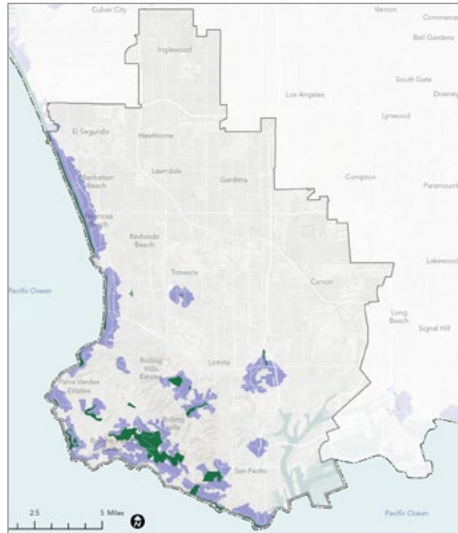 Culver City
Vernon
Commerce
Bell Gardens
Inglewood
South Gate
Los Angeles
Downey
Lynwood
El Segundo
Hawthorne
Manhattan
Beach
Lawndale
Gardena
Compton
Paramount
Beach
Redondo
Beach
Lakewood
Torrance
Carson
Pacific Ocean
Long
Beach
Signal Hill
Rolling
Hills
Estates
Lomita
Palos Verdes
Estates
Rolling
San Pedro
2.5
5 Miles
N
Pacific Ocean